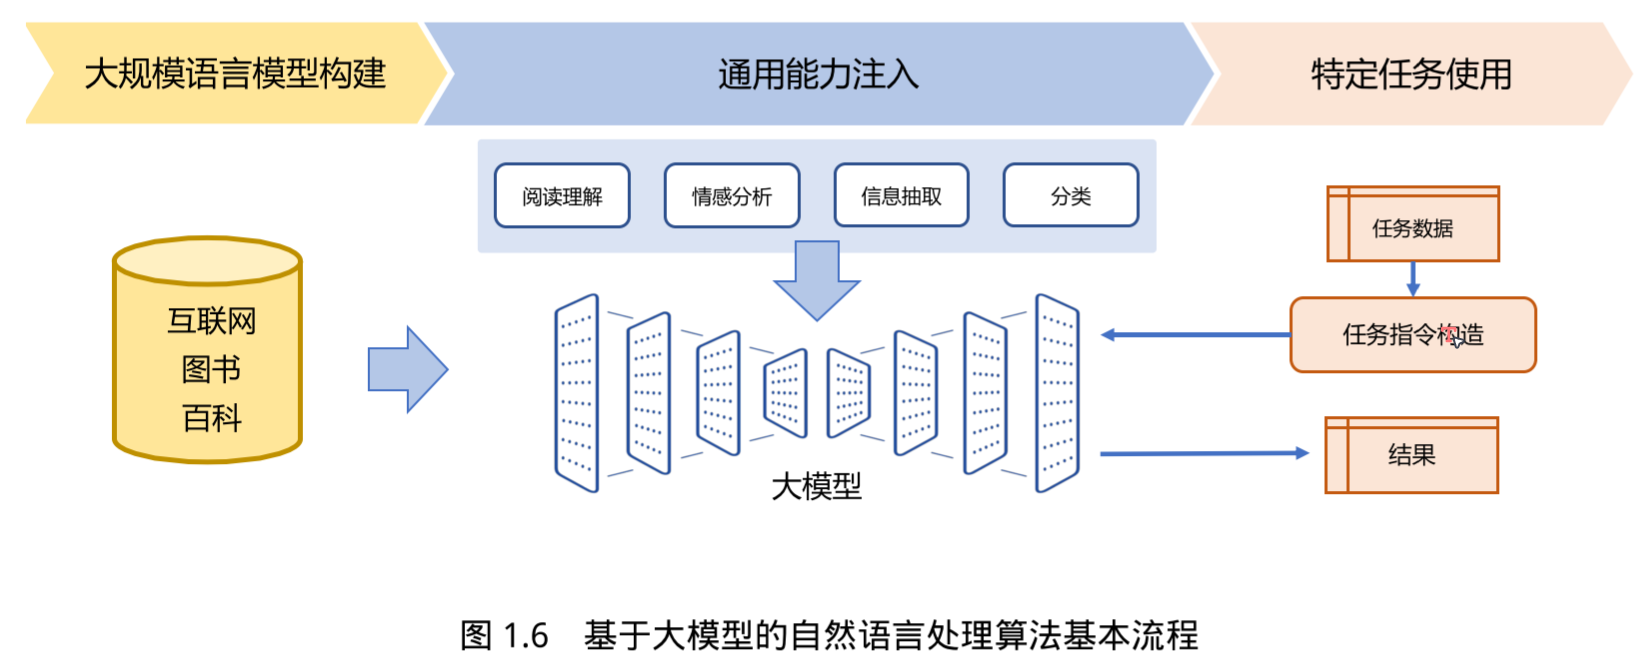 大规模语言模型构建
通用能力注入
特定任务使用
阅读理解
情感分析
信息抽取
分类
互联网
图书
百科
大模型
任务数据
任务指令构造
结果
图 1.6 基于大模型的自然语言处理算法基本流程